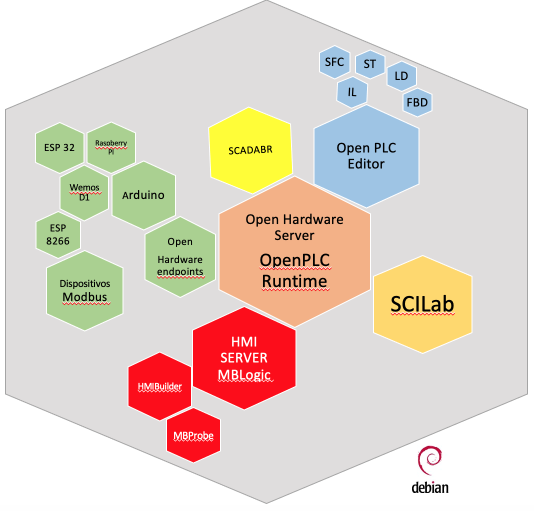 SFC
ST
LD
IL
FBD
Open PLC
Editor
SCADABR
ESP 32
Raspberry
PI
Wemos
D1
Arduino
ESP
8266
Open
Hardware
endpoints
Dispositivos
Modbus
Open Hardware
Server
OpenPLC
Runtime
SCILab
HMI
SERVER
MBLogic
HMIBuilder
MBProbe
debian